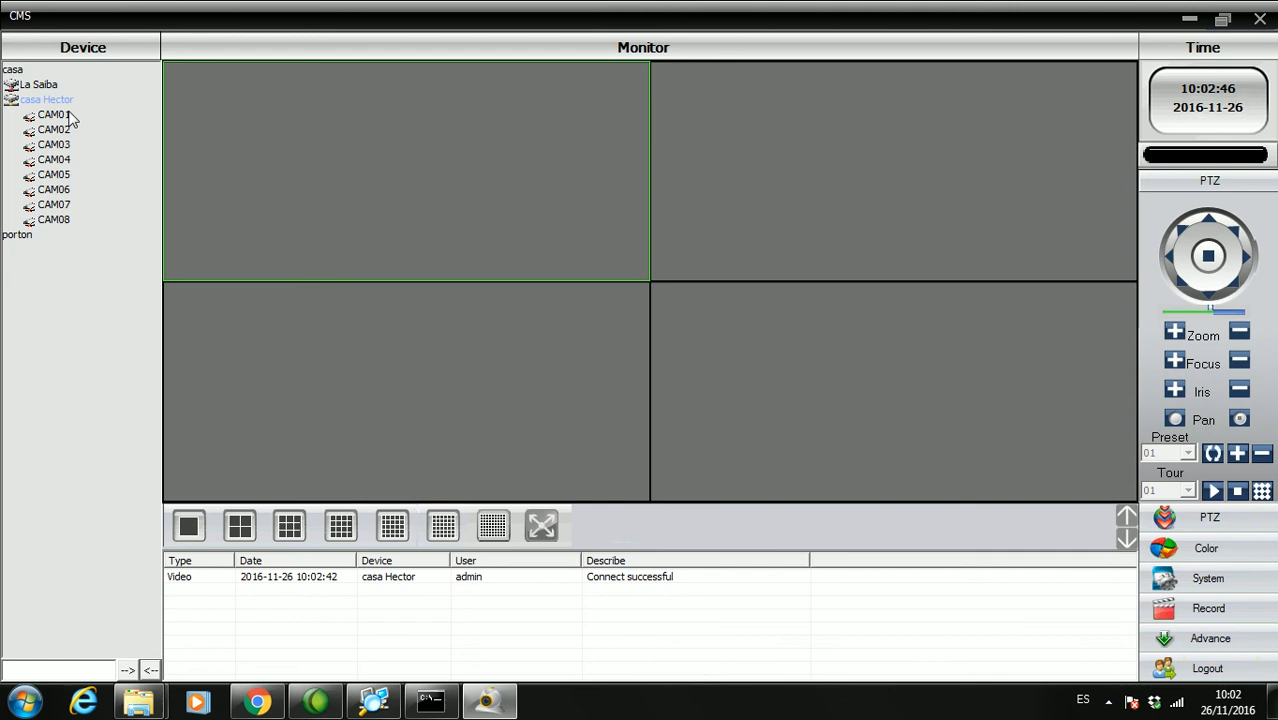 CMS
Device
Monitor
Time
casa
La Saiba
casa Hector
CAM01
CAM02
CAM03
CAM04
CAM05
CAM06
CAM07
CAM08
porton
10:02:46
2016-11-26
PTZ
Zoom
Focus
Iris
Pan
Preset
01
Tour
01
PTZ
Color
System
Record
Advance
Logout
Type Date Device User Describe
Video 2016-11-26 10:02:42 casa Hector admin Connect successful
--> <--
ES 10:02
26/11/2016